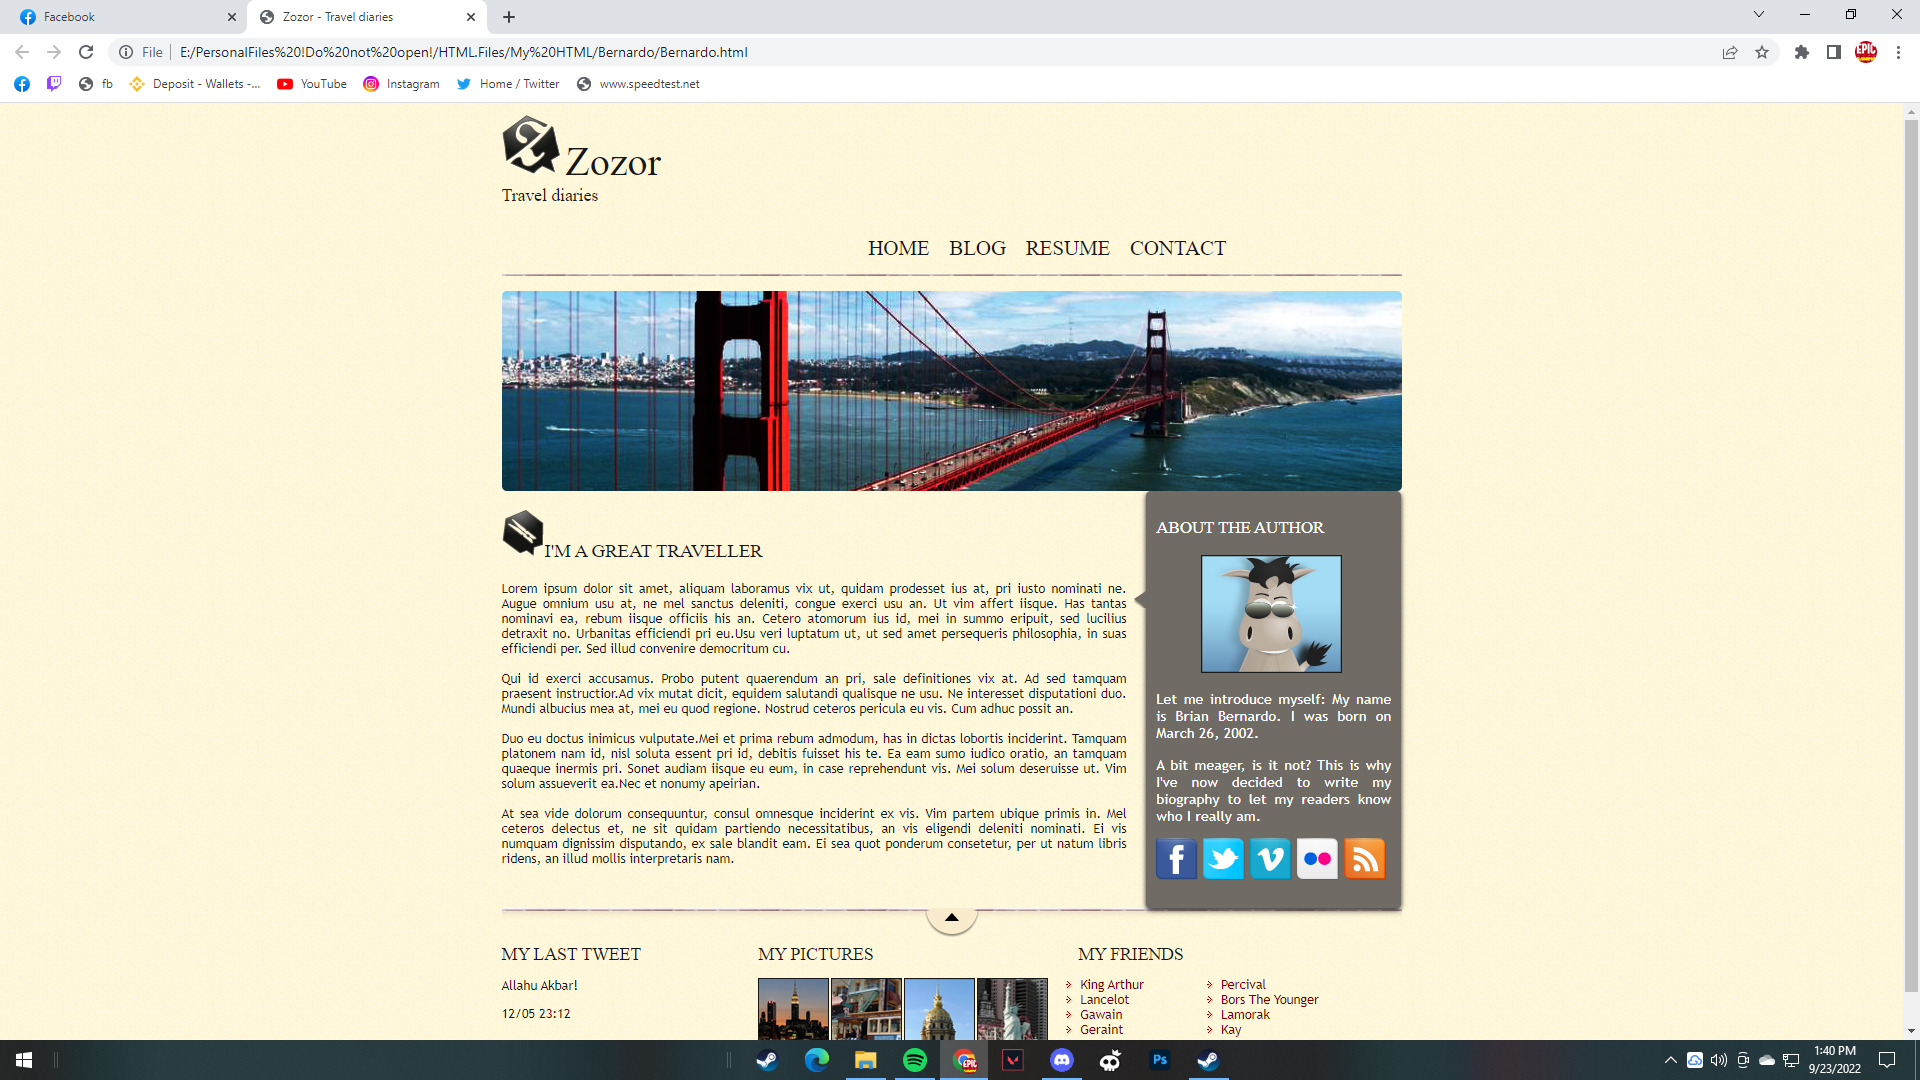 Facebook
Zozor - Travel diaries
File
E:/PersonalFiles%20!Do%20not%20open!/HTML.Files/My%20HTML/Bernardo/Bernardo.html
EPIC
fb
Deposit - Wallets -...
YouTube
Instagram
Home / Twitter
www.speedtest.net
Zozor
Travel diaries
HOME BLOG RESUME CONTACT
I'M A GREAT TRAVELLER
Lorem ipsum dolor sit amet, aliquam laboramus vix ut, quidam prodesset ius at, pri iusto nominati ne.
Augue omnium usu at, ne mel sanctus deleniti, congue exerci usu an. Ut vim affert iisque. Has tantas
nominavi ea, rebum iisque officiis his an. Cetero atomorum ius id, mei in summo eripuit, sed lucilius
detraxit no. Urbanitas efficiendi pri eu.Usu veri luptatum ut, ut sed amet persequeris philosophia, in suas
efficiendi per. Sed illud convenire democritum cu.
Qui id exerci accusamus. Probo putent quaerendum an pri, sale definitiones vix at. Ad sed tamquam
praesent instructior.Ad vix mutat dicit, equidem salutandi qualisque ne usu. Ne interesset disputationi duo.
Mundi albucius mea at, mei eu quod regione. Nostrud ceteros pericula eu vis. Cum adhuc possit an.
Duo eu doctus inimicus vulputate.Mei et prima rebum admodum, has in dictas lobortis inciderint. Tamquam
platonem nam id, nisl soluta essent pri id, debitis fuisset his te. Ea eam sumo iudico oratio, an tamquam
quaeque inermis pri. Sonet audiam iisque eu eum, in case reprehendunt vis. Mei solum deseruisse ut. Vim
solum assueverit ea.Nec et nonumy apeirian.
At sea vide dolorum consequuntur, consul omnesque inciderint ex vis. Vim partem ubique primis in. Mel
ceteros delectus et, ne sit quidam partiendo necessitatibus, an vis eligendi deleniti nominati. Ei vis
numquam dignissim disputando, ex sale blandit eam. Ei sea quot ponderum consetetur, per ut natum libris
ridens, an illud mollis interpretaris nam.
ABOUT THE AUTHOR
Let me introduce myself: My name
is Brian Bernardo. I was born on
March 26, 2002.
A bit meager, is it not? This is why
I've now decided to write my
biography to let my readers know
who I really am.
MY LAST TWEET
Allahu Akbar!
12/05 23:12
MY PICTURES
MY FRIENDS
King Arthur
Lancelot
Gawain
Geraint
Percival
Bors The Younger
Lamorak
Kay
EPIC
Ps
1:40 PM
9/23/2022